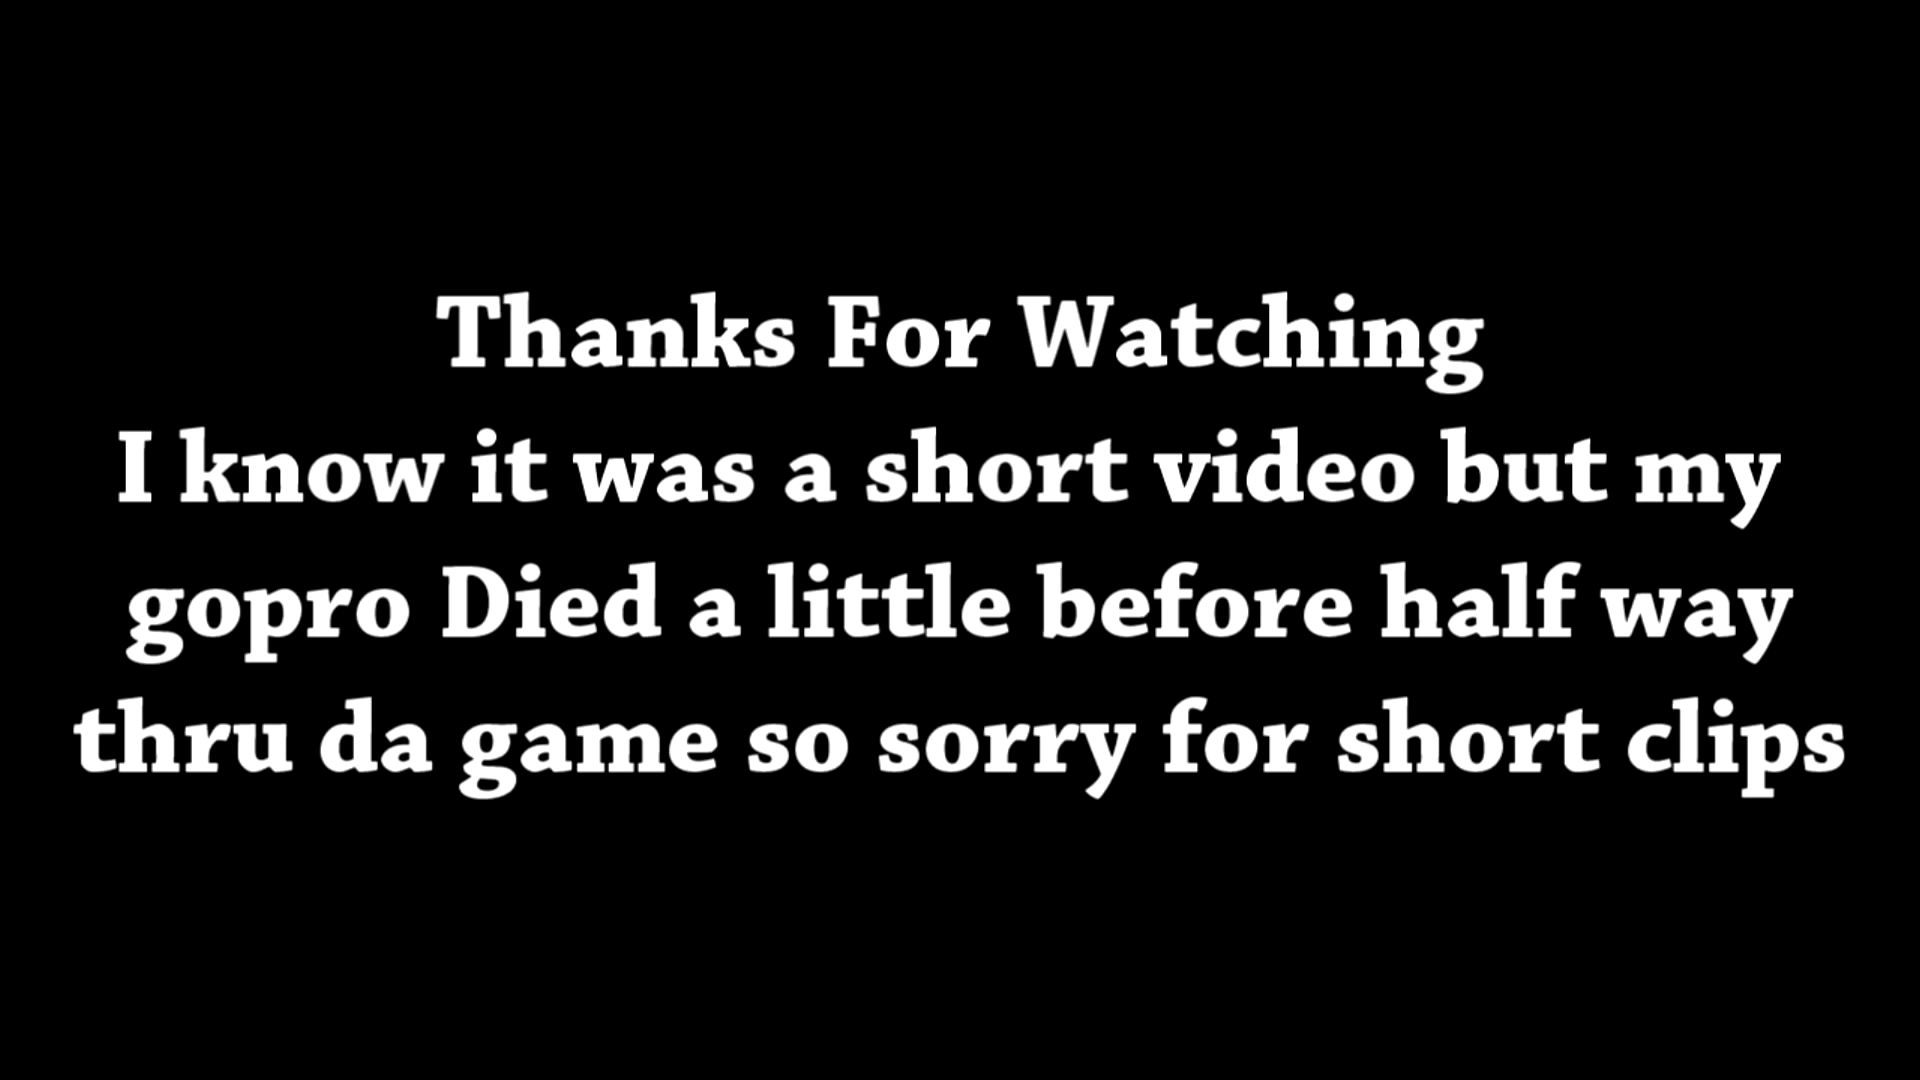 Thanks For Watching
I know it was a short video but my
gopro Died a little before half way
thru da game so sorry for short clips